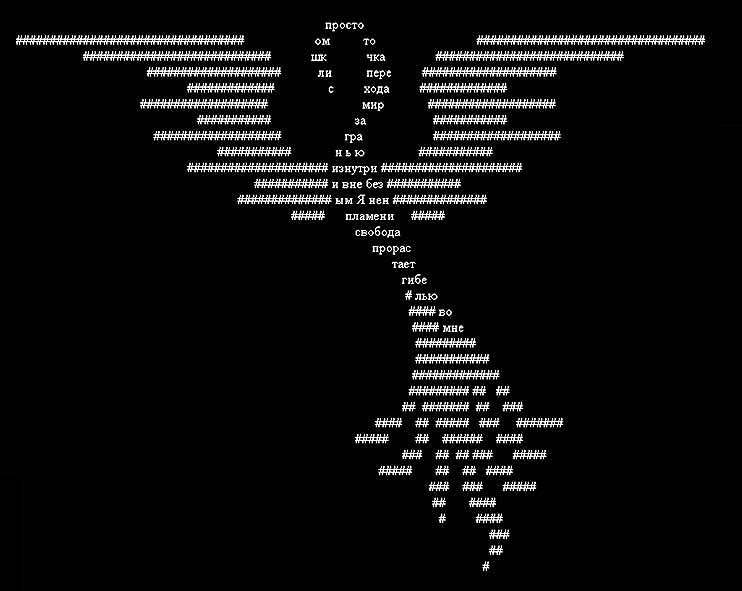 просто
ом то
шк чка
ли пере
с хода
мир
за
гра
н ь ю
изнутри
и вне без
ым Я нен
пламени
свобода
прорас
тает
гибе
лью
во
мне